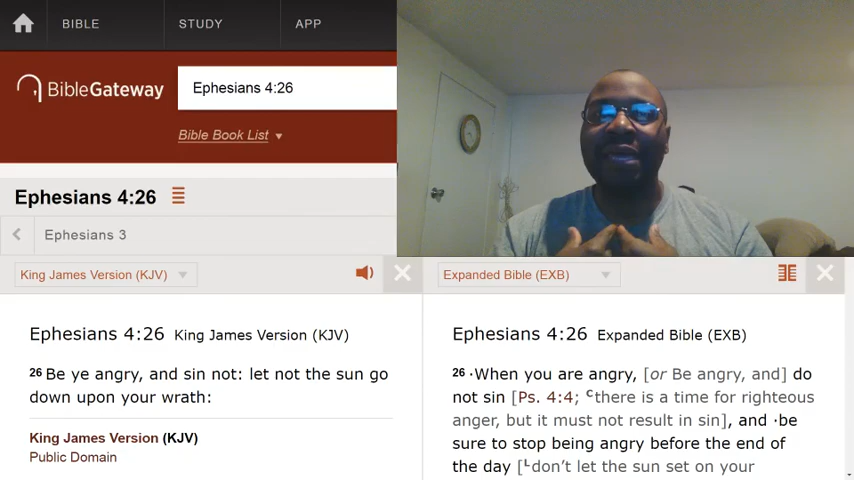 BIBLE STUDY APP
BibleGateway
Ephesians 4:26
Bible Book List
Ephesians 4:26
Ephesians 3
King James Version (KJV)
Ephesians 4:26 King James Version (KJV)
26 Be ye angry, and sin not: let not the sun go
down upon your wrath:
King James Version (KJV)
Public Domain
Expanded Bible (EXB)
Ephesians 4:26 Expanded Bible (EXB)
26 ·When you are angry, [or Be angry, and] do
not sin [Ps. 4:4; Cthere is a time for righteous
anger, but it must not result in sin], and ·be
sure to stop being angry before the end of
the day [Ldon’t let the sun set on your